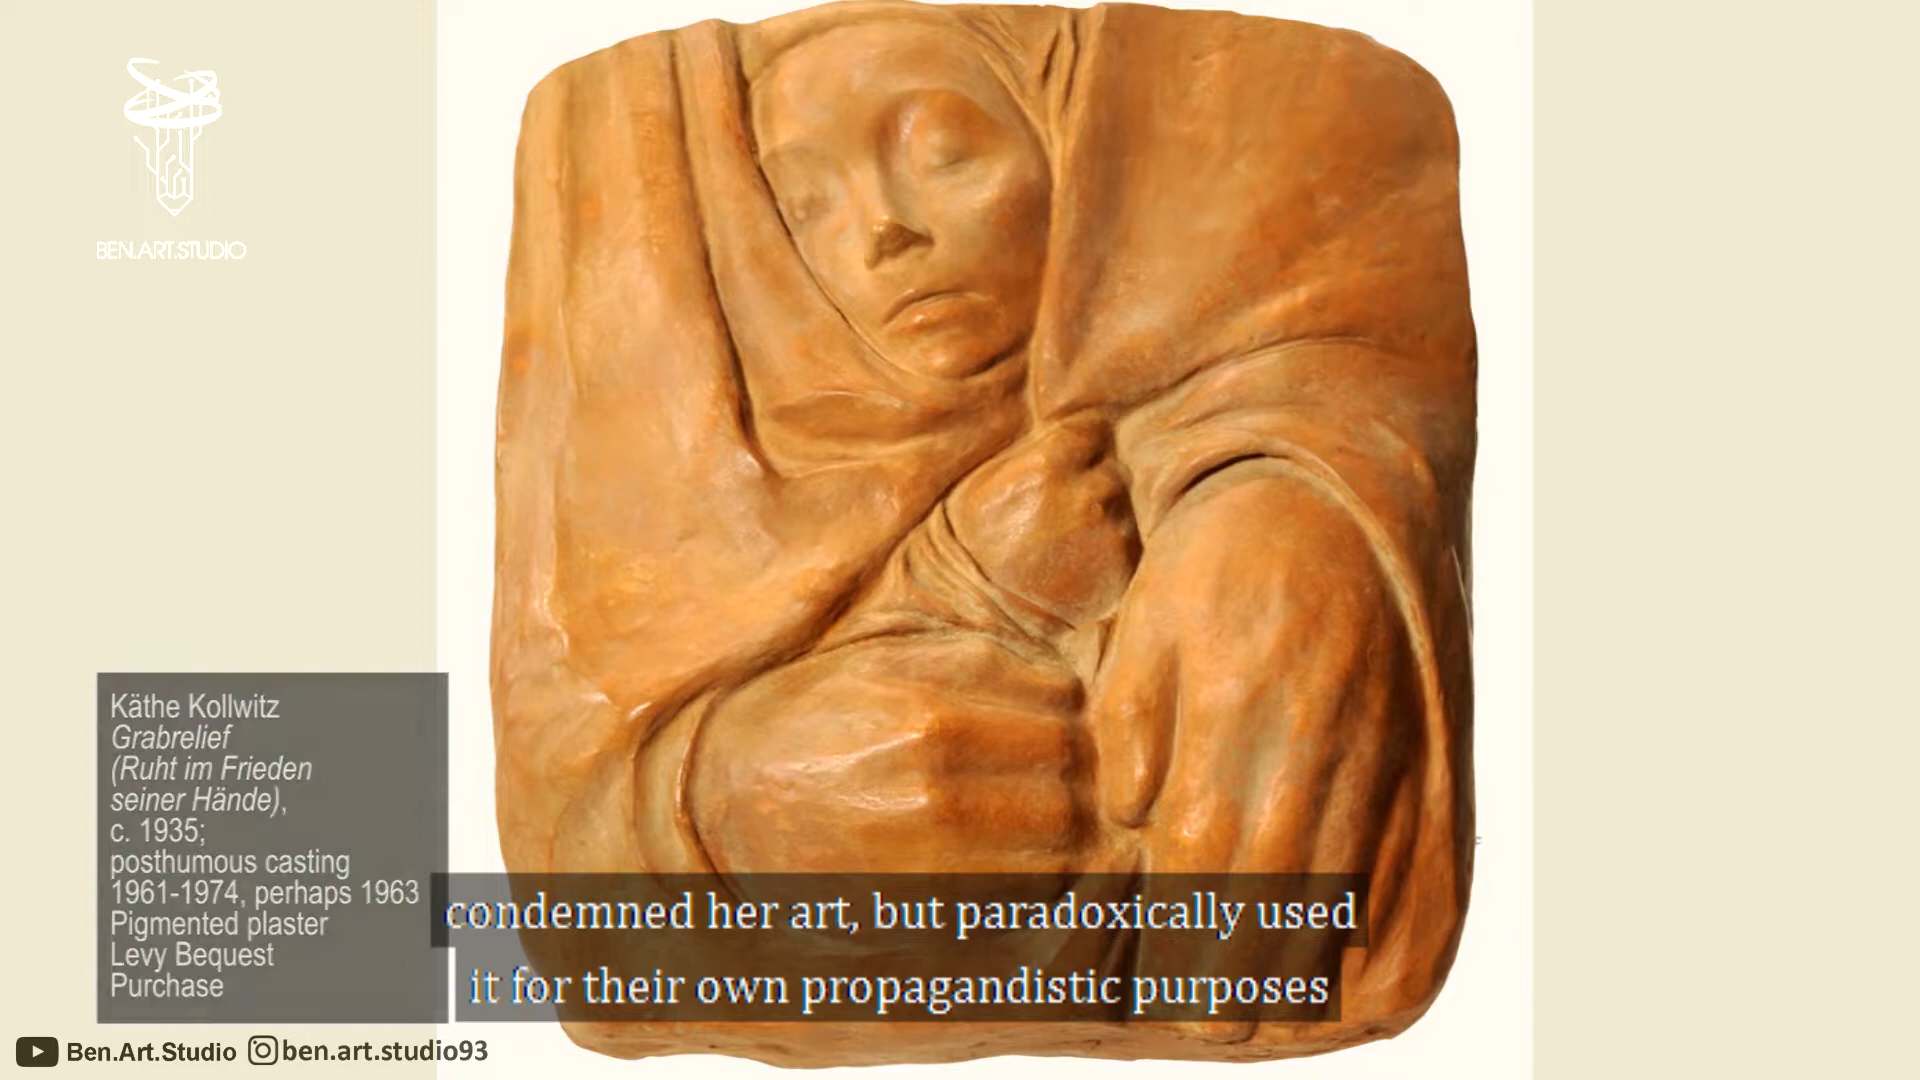 BEN.ART.STUDIO
Käthe Kollwitz
Grabrelief
(Ruht im Frieden
seiner Hände),
c. 1935;
posthumous casting
1961-1974, perhaps 1963
Pigmented plaster
Levy Bequest
Purchase
condemned her art, but paradoxically used
it for their own propagandistic purposes
Ben.Art.Studio ben.art.studio93